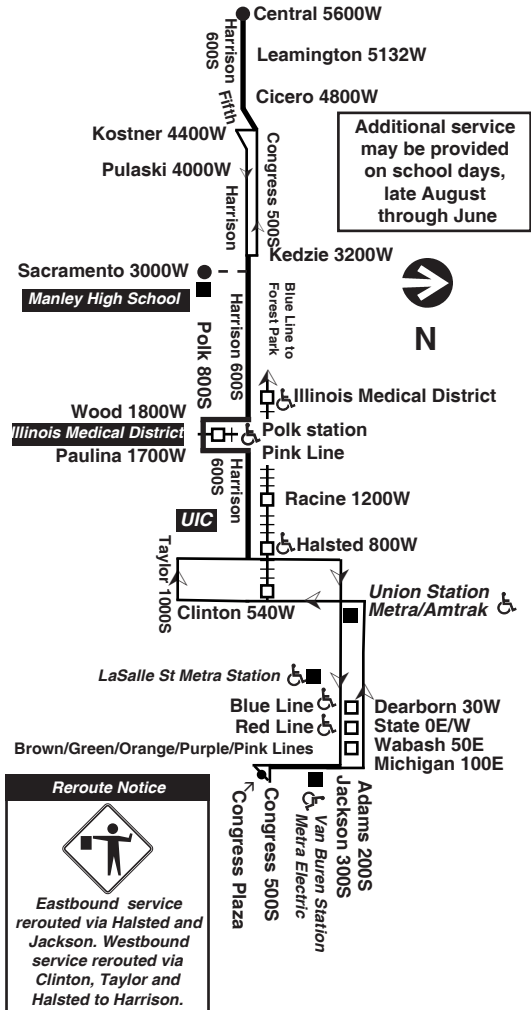 Central 5600W
Harrison
600S
Leamington 5132W
Cicero 4800W
Fifth
Kostner 4400W
Additional service
may be provided
on school days,
late August
through June
Pulaski 4000W
Congress 500S
Harrison
Kedzie 3200W
Sacramento 3000W
Manley High School
Blue Line to
Forest Park
N
Polk 800S
Harrison 600S
Illinois Medical District
Wood 1800W
Illinois Medical District
Polk station
Pink Line
Paulina 1700W
Harrison
600S
Racine 1200W
UIC
Halsted 800W
Taylor 1000S
Clinton 540W
Union Station
Metra/Amtrak
LaSalle St Metra Station
Blue Line
Dearborn 30W
Red Line
State 0E/W
Brown/Green/Orange/Purple/Pink Lines
Wabash 50E
Michigan 100E
Adams 200S
Jackson 300S
Van Buren Station
Metra Electric
Congress 500S
Congress Plaza
Reroute Notice
Eastbound service
rerouted via Halsted and
Jackson. Westbound
service rerouted via
Clinton, Taylor and
Halsted to Harrison.